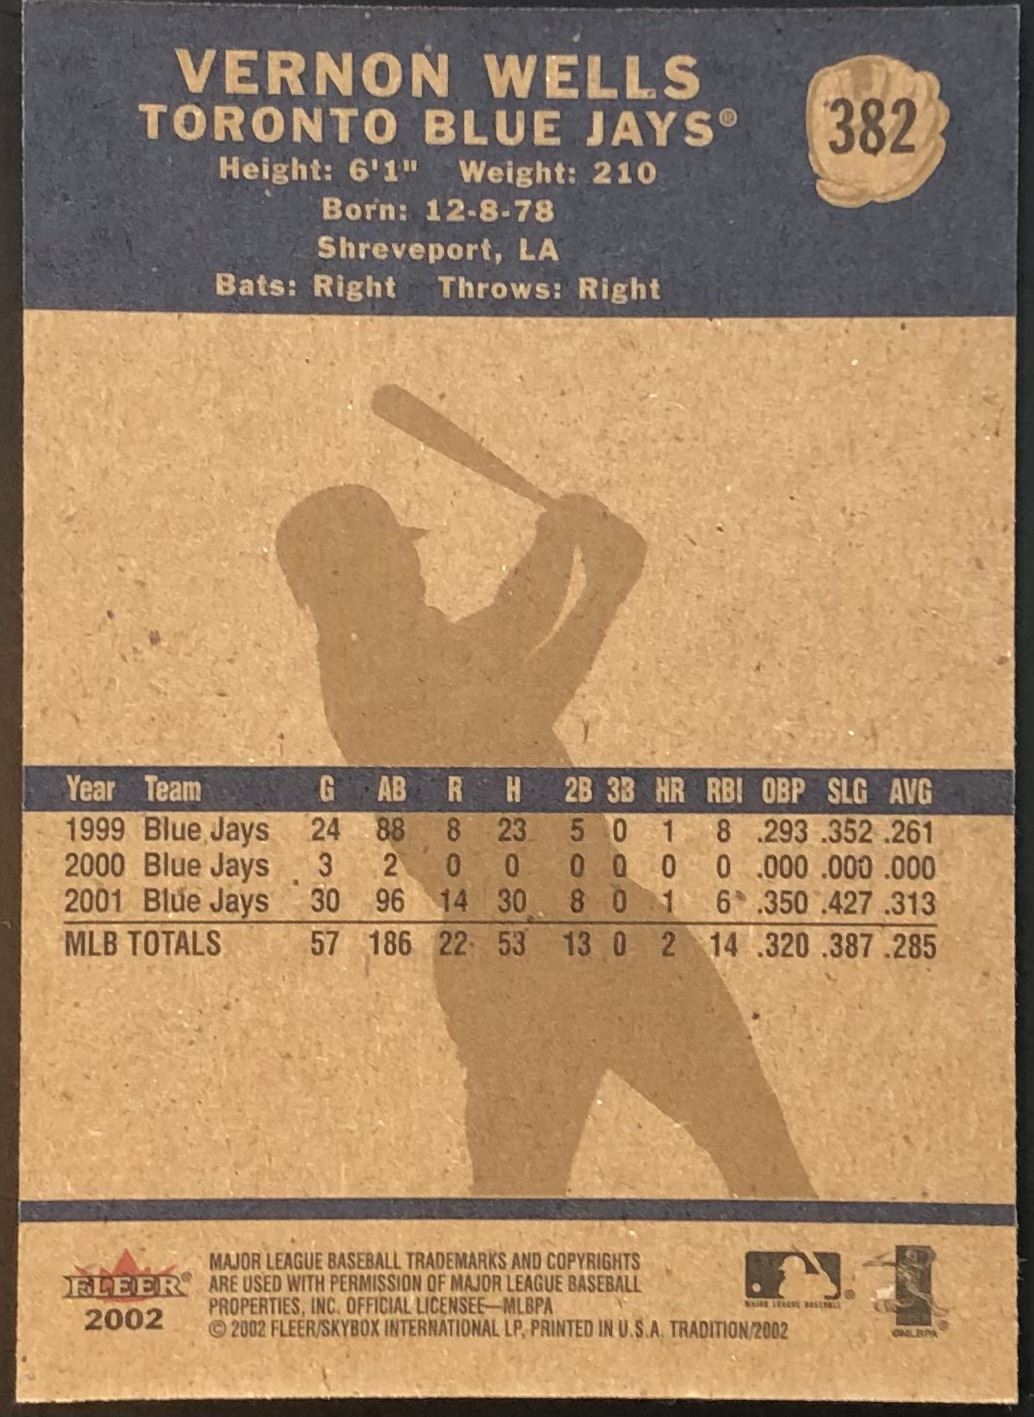 VERNON WELLS
382
TORONTO BLUE JAYS®
Height: 6'1" Weight: 210
Born: 12-8-78
Shreveport, LA
Bats: Right Throws: Right
Year Team G AB R H 2B 3B HR RBI OBP SLG AVG
1999 Blue Jays 24 88 8 23 5 0 1 8 .293 .352 .261
2000 Blue Jays 3 2 0 0 0 0 0 0 .000 .000 .000
2001 Blue Jays 30 96 14 30 8 0 1 6 .350 .427 .313
MLB TOTALS 57 186 22 53 13 0 2 14 .320 .387 .285
FLEER®
2002
MAJOR LEAGUE BASEBALL TRADEMARKS AND COPYRIGHTS
ARE USED WITH PERMISSION OF MAJOR LEAGUE BASEBALL
PROPERTIES, INC. OFFICIAL LICENSEE—MLBPA
© 2002 FLEER/SKYBOX INTERNATIONAL LP, PRINTED IN U.S.A. TRADITION/2002
MAJOR LEAGUE BASEBALL®
©MLBPA®